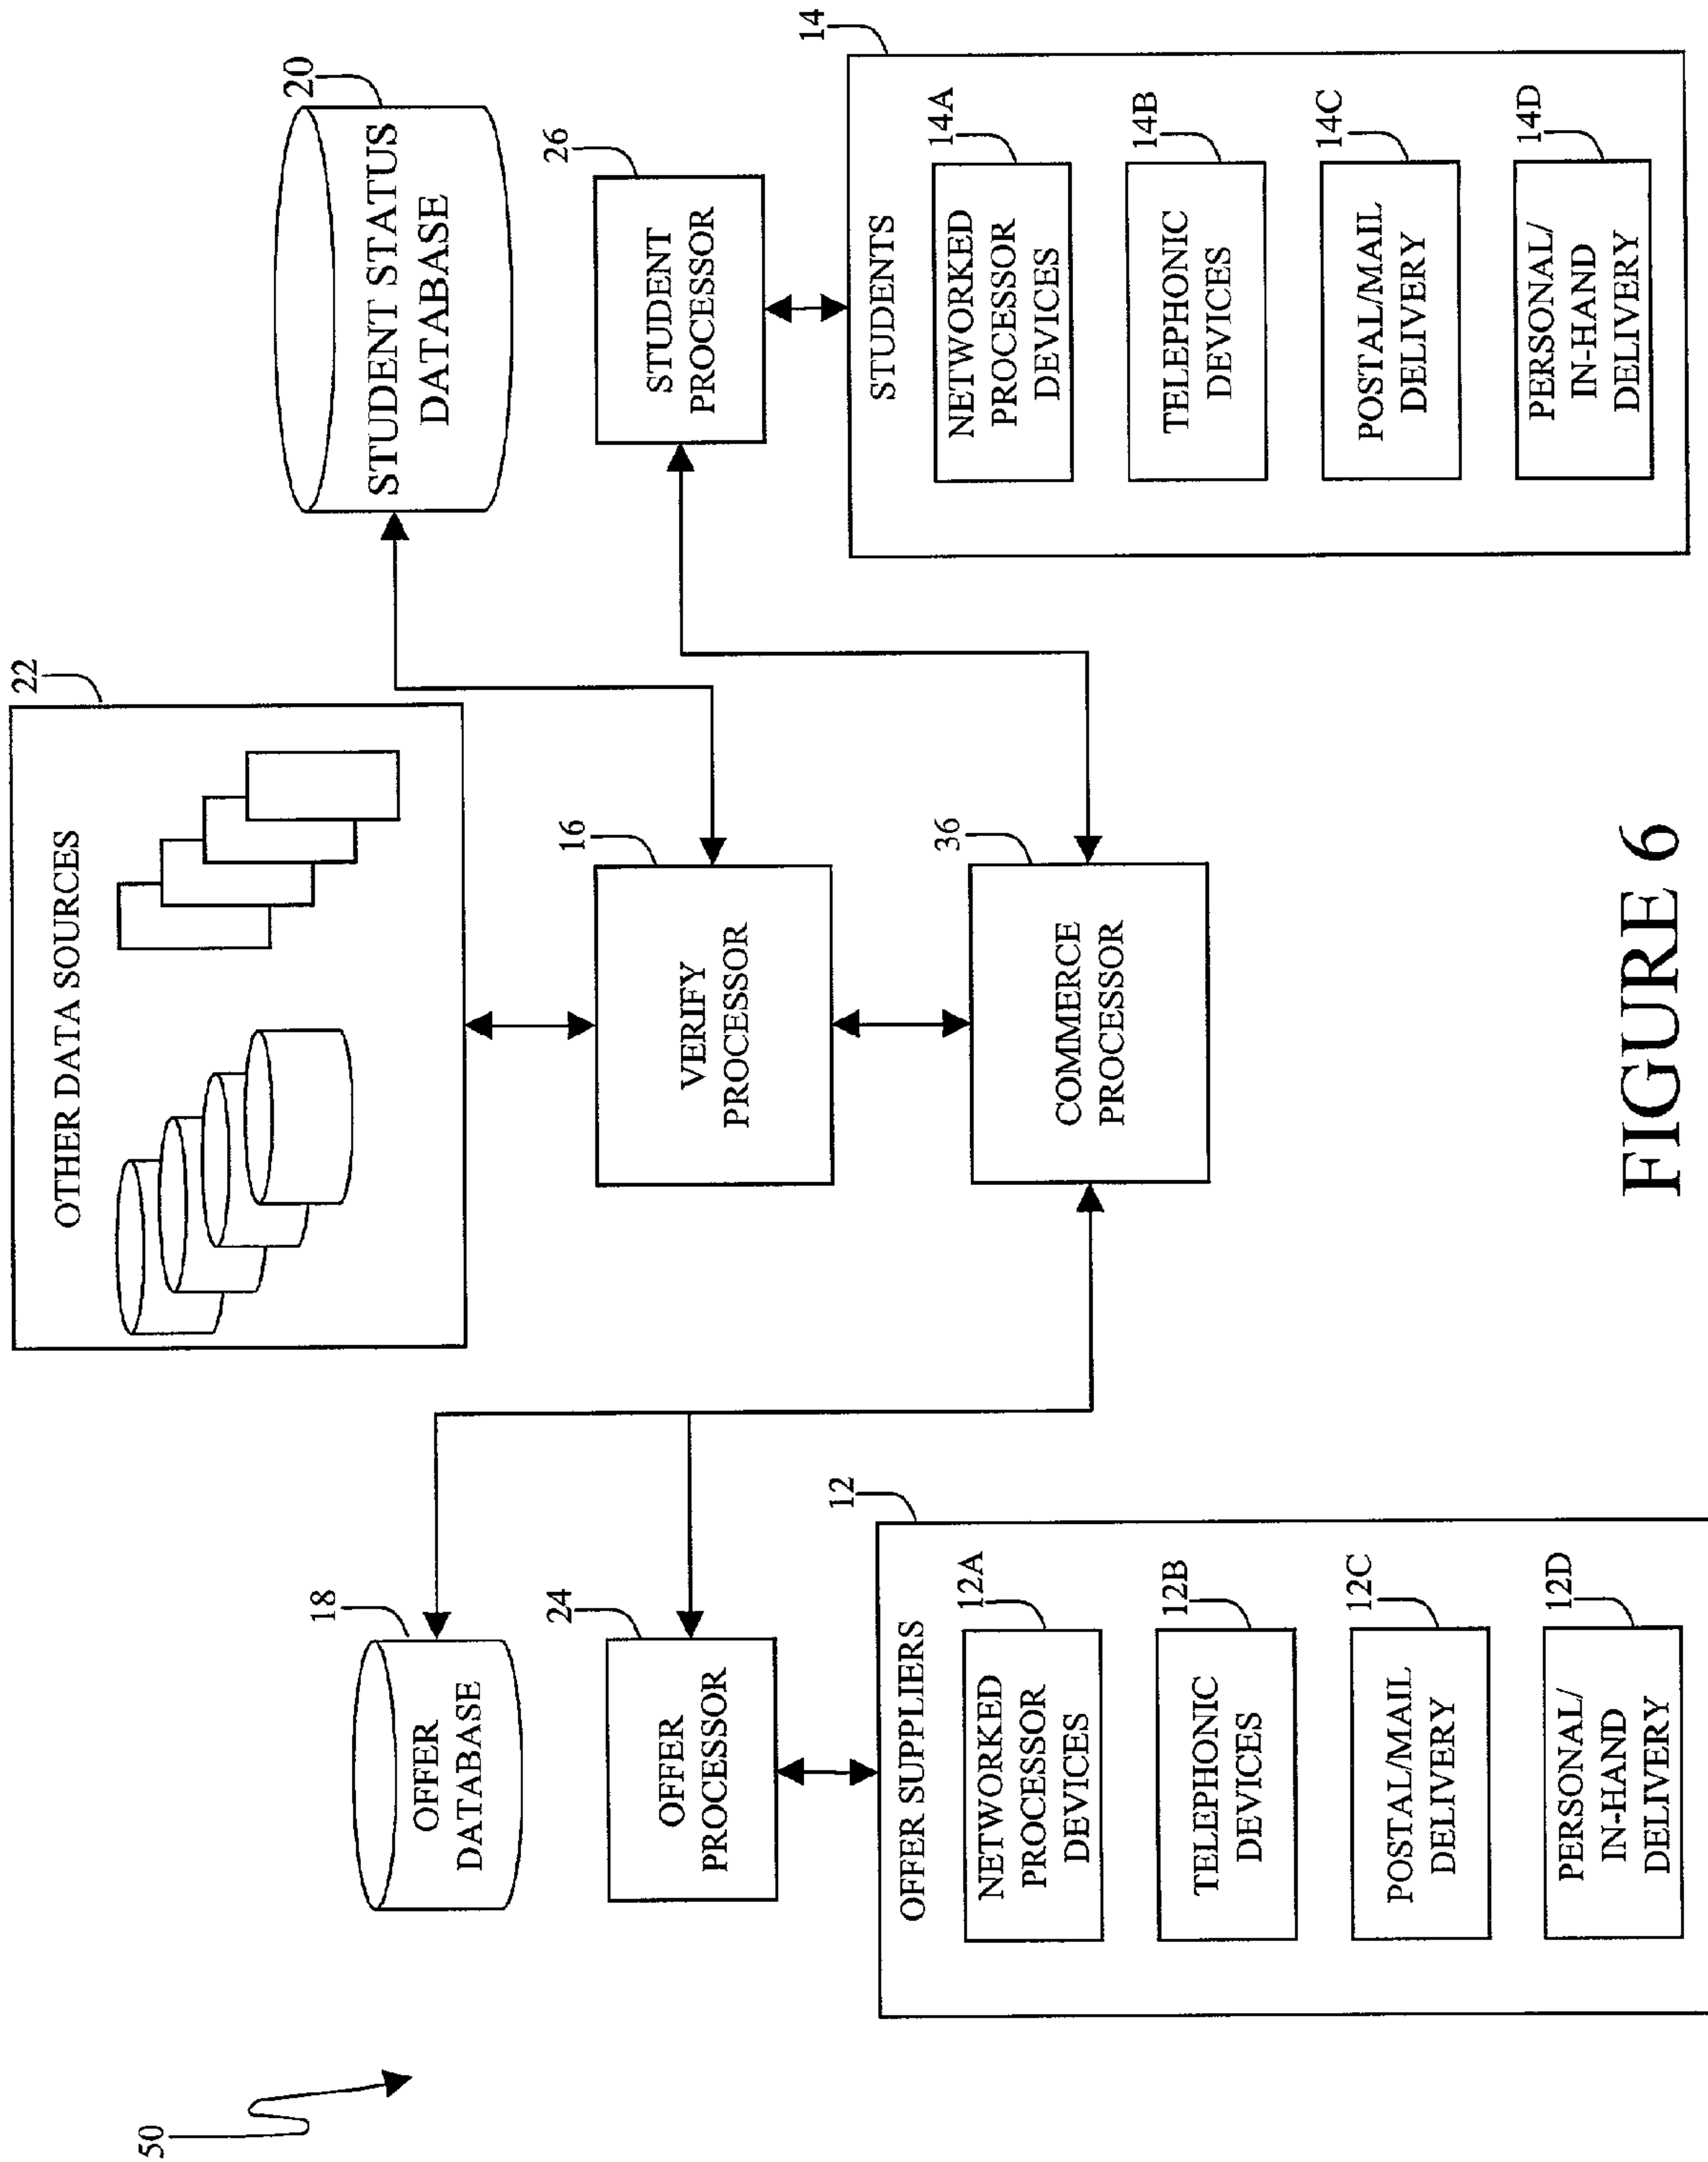 50
OTHER DATA SOURCES
22
18
OFFER
DATABASE
20
STUDENT STATUS
DATABASE
24
OFFER
PROCESSOR
16
VERIFY
PROCESSOR
26
STUDENT
PROCESSOR
36
COMMERCE
PROCESSOR
12
OFFER SUPPLIERS
12A
NETWORKED
PROCESSOR
DEVICES
12B
TELEPHONIC
DEVICES
12C
POSTAL/MAIL
DELIVERY
12D
PERSONAL/
IN-HAND
DELIVERY
14
STUDENTS
14A
NETWORKED
PROCESSOR
DEVICES
14B
TELEPHONIC
DEVICES
14C
POSTAL/MAIL
DELIVERY
14D
PERSONAL/
IN-HAND
DELIVERY
FIGURE 6